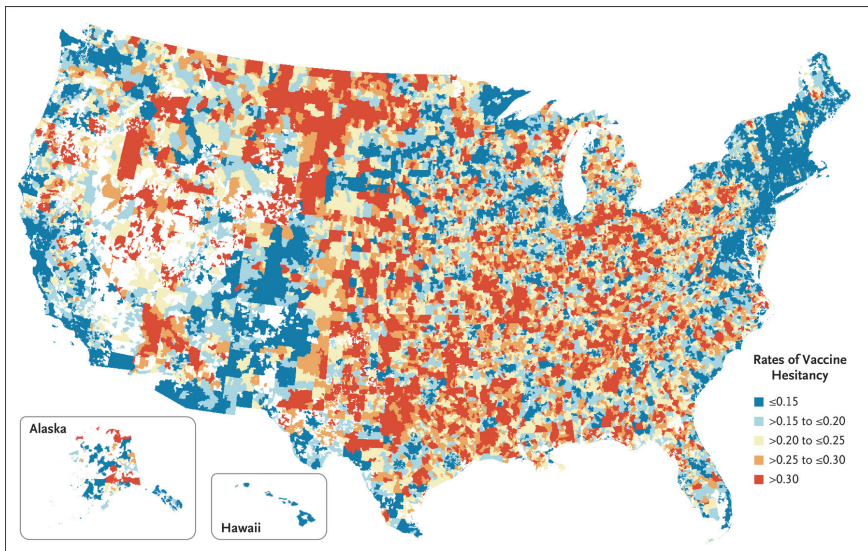 Rates of Vaccine
Hesitancy
≤0.15
>0.15 to ≤0.20
>0.20 to ≤0.25
>0.25 to ≤0.30
>0.30
Alaska
Hawaii